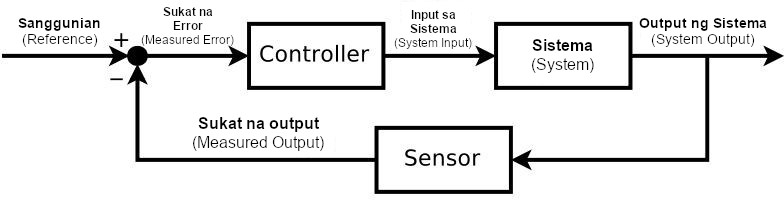 Sanggunian
(Reference)
+
−
Sukat na
Error
(Measured Error)
Controller
Input sa
Sistema
(System Input)
Sistema
(System)
Output ng Sistema
(System Output)
Sukat na output
(Measured Output)
Sensor